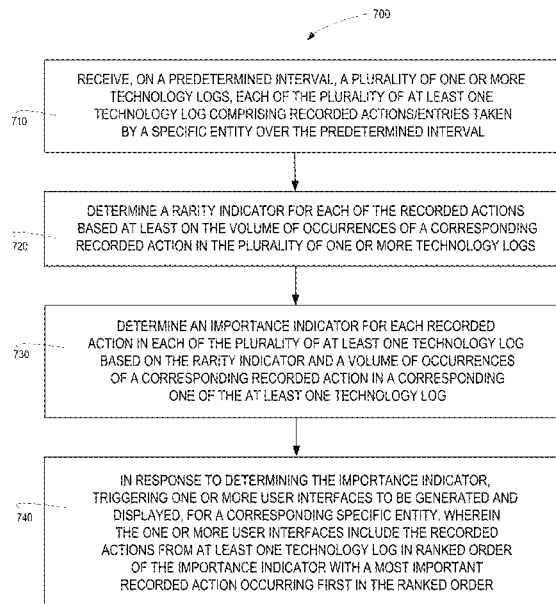 700
RECEIVE, ON A PREDETERMINED INTERVAL, A PLURALITY OF ONE OR MORE
TECHNOLOGY LOGS, EACH OF THE PLURALITY OF AT LEAST ONE
TECHNOLOGY LOG COMPRISING RECORDED ACTIONS/ENTRIES TAKEN
BY A SPECIFIC ENTITY OVER THE PREDETERMINED INTERVAL
710
DETERMINE A RARITY INDICATOR FOR EACH OF THE RECORDED ACTIONS
BASED AT LEAST ON THE VOLUME OF OCCURRENCES OF A CORRESPONDING
RECORDED ACTION IN THE PLURALITY OF ONE OR MORE TECHNOLOGY LOGS
720
DETERMINE AN IMPORTANCE INDICATOR FOR EACH RECORDED
ACTION IN EACH OF THE PLURALITY OF AT LEAST ONE TECHNOLOGY LOG
BASED ON THE RARITY INDICATOR AND A VOLUME OF OCCURRENCES
OF A CORRESPONDING RECORDED ACTION IN A CORRESPONDING
ONE OF THE AT LEAST ONE TECHNOLOGY LOG
730
IN RESPONSE TO DETERMINING THE IMPORTANCE INDICATOR,
TRIGGERING ONE OR MORE USER INTERFACES TO BE GENERATED AND
DISPLAYED, FOR A CORRESPONDING SPECIFIC ENTITY, WHEREIN
THE ONE OR MORE USER INTERFACES INCLUDE THE RECORDED
ACTIONS FROM AT LEAST ONE TECHNOLOGY LOG IN RANKED ORDER
OF THE IMPORTANCE INDICATOR WITH A MOST IMPORTANT
RECORDED ACTION OCCURRING FIRST IN THE RANKED ORDER
740